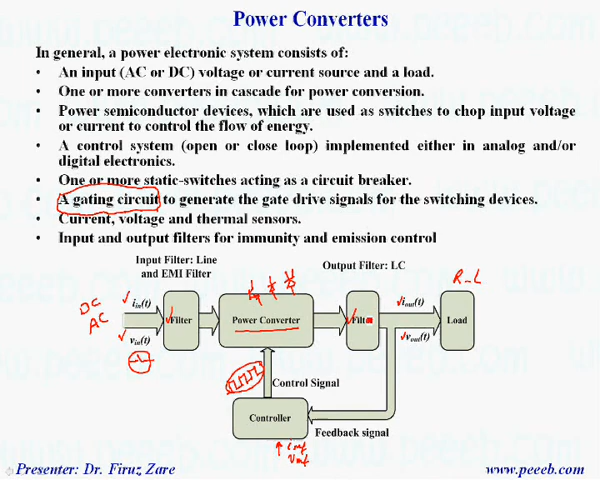 Power Converters
In general, a power electronic system consists of:
• An input (AC or DC) voltage or current source and a load.
• One or more converters in cascade for power conversion.
• Power semiconductor devices, which are used as switches to chop input voltage
or current to control the flow of energy.
• A control system (open or close loop) implemented either in analog and/or
digital electronics.
• One or more static-switches acting as a circuit breaker.
• A gating circuit to generate the gate drive signals for the switching devices.
• Current, voltage and thermal sensors.
• Input and output filters for immunity and emission control
Input Filter: Line
and EMI Filter
Output Filter: LC
R-L
DC
AC
iin(t)
vin(t)
Filter
Power Converter
Filter
iout(t)
vout(t)
Load
Control Signal
Controller
Feedback signal
Presenter: Dr. Firuz Zare
www.peeeb.com